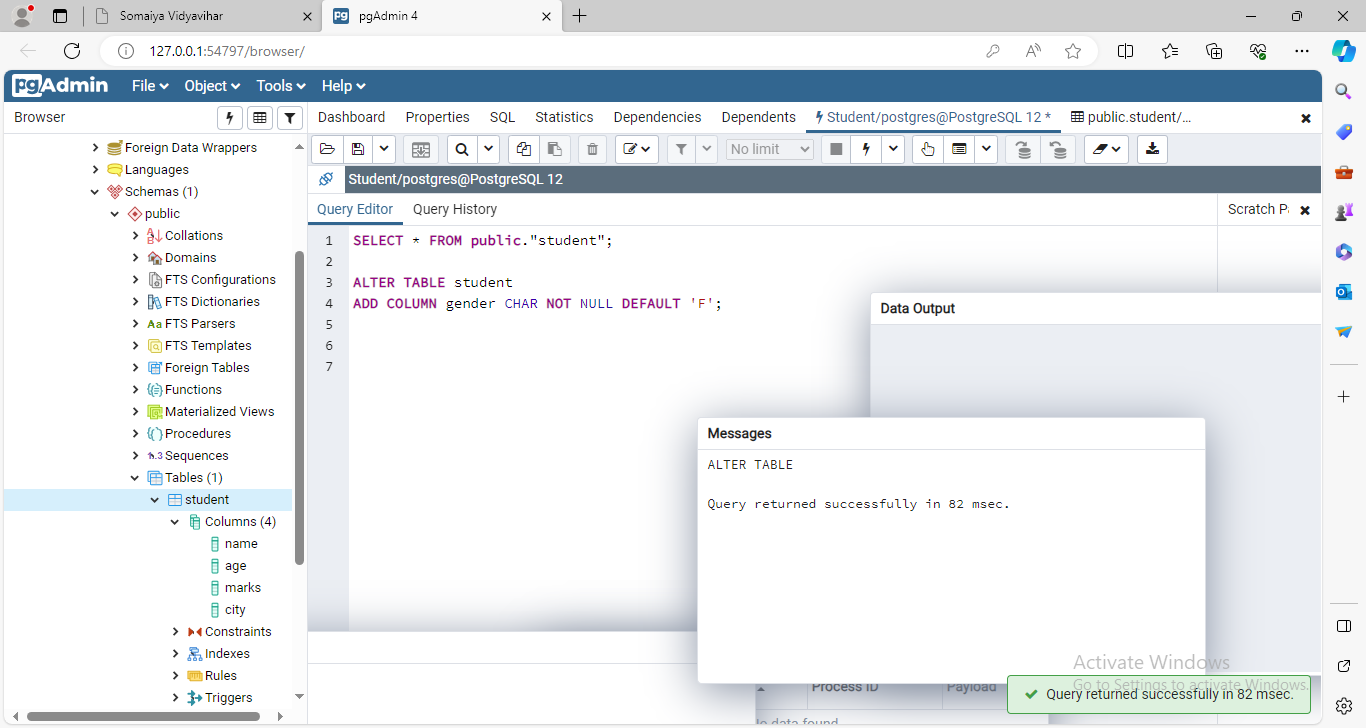 Somaiya Vidyavihar
pgAdmin 4
127.0.0.1:54797/browser/
pgAdmin File Object Tools Help
Browser
Dashboard Properties SQL Statistics Dependencies Dependents Student/postgres@PostgreSQL 12 * public.student/...
No limit
Student/postgres@PostgreSQL 12
Query Editor Query History
Scratch P
Foreign Data Wrappers
Languages
Schemas (1)
public
Collations
Domains
FTS Configurations
FTS Dictionaries
FTS Parsers
FTS Templates
Foreign Tables
Functions
Materialized Views
Procedures
Sequences
Tables (1)
student
Columns (4)
name
age
marks
city
Constraints
Indexes
Rules
Triggers
1 SELECT * FROM public."student";
2
3 ALTER TABLE student
4 ADD COLUMN gender CHAR NOT NULL DEFAULT 'F';
5
6
7
Data Output
Messages
ALTER TABLE
Query returned successfully in 82 msec.
Process ID Payload
No data found
Activate Windows
Go to Settings to activate Windows.
Query returned successfully in 82 msec.